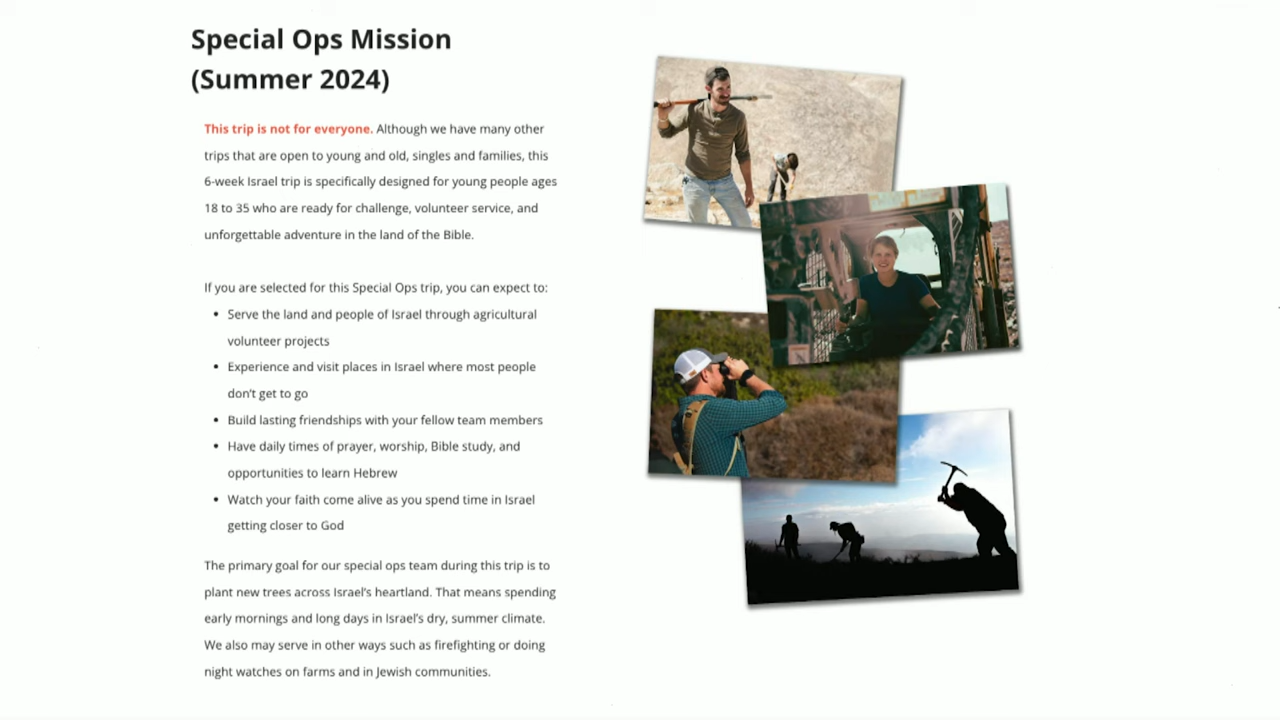 Special Ops Mission
(Summer 2024)
This trip is not for everyone. Although we have many other
trips that are open to young and old, singles and families, this
6-week Israel trip is specifically designed for young people ages
18 to 35 who are ready for challenge, volunteer service, and
unforgettable adventure in the land of the Bible.
If you are selected for this Special Ops trip, you can expect to:
• Serve the land and people of Israel through agricultural
volunteer projects
• Experience and visit places in Israel where most people
don't get to go
• Build lasting friendships with your fellow team members
• Have daily times of prayer, worship, Bible study, and
opportunities to learn Hebrew
• Watch your faith come alive as you spend time in Israel
getting closer to God
The primary goal for our special ops team during this trip is to
plant new trees across Israel's heartland. That means spending
early mornings and long days in Israel's dry, summer climate.
We also may serve in other ways such as firefighting or doing
night watches on farms and in Jewish communities.